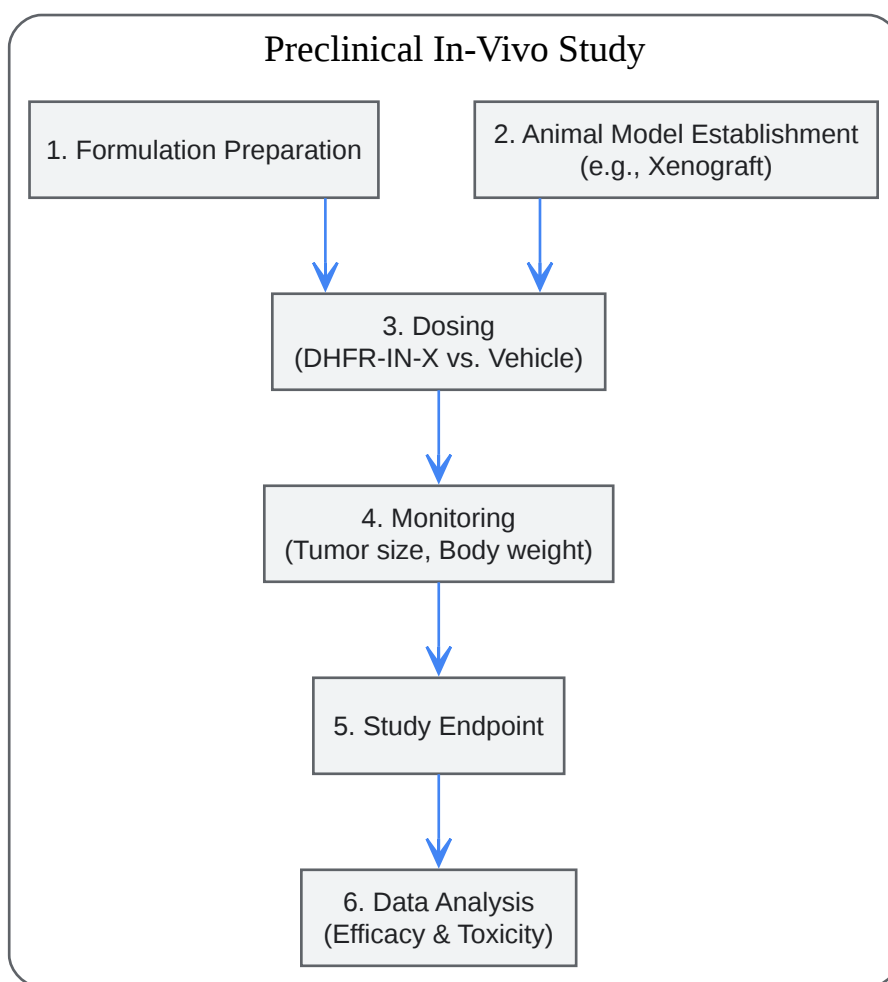 Preclinical In-Vivo Study
1. Formulation Preparation
2. Animal Model Establishment
(e.g., Xenograft)
3. Dosing
(DHFR-IN-X vs. Vehicle)
4. Monitoring
(Tumor size, Body weight)
5. Study Endpoint
6. Data Analysis
(Efficacy & Toxicity)